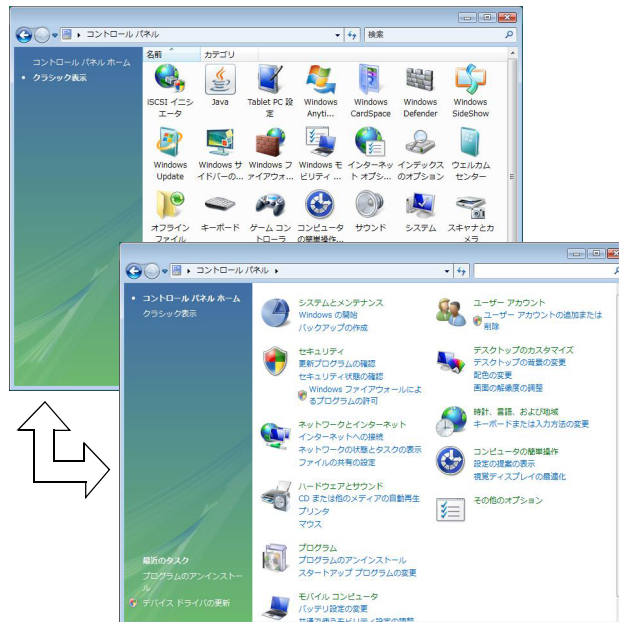 コントロール パネル
検索
コントロール パネル ホーム
クラシック表示
名前
カテゴリ
iSCSI イニシエータ
Java
Tablet PC 設定
Windows Anyti...
Windows CardSpace
Windows Defender
Windows SideShow
Windows Update
Windows サイドバーの...
Windows ファイアウォ...
Windows モビリティ ...
インターネット オプシ...
インデックスのオプション
ウェルカム センター
オフライン ファイル
キーボード
ゲーム コントローラ
コンピュータの簡単操作...
サウンド
システム
スキャナとカメラ
コントロール パネル
コントロール パネル ホーム
クラシック表示
システムとメンテナンス
Windows の開始
バックアップの作成
セキュリティ
更新プログラムの確認
セキュリティ状態の確認
Windows ファイアウォールによ
るプログラムの許可
ネットワークとインターネット
インターネットへの接続
ネットワークの状態とタスクの表示
ファイルの共有の設定
ハードウェアとサウンド
CD または他のメディアの自動再生
プリンタ
マウス
プログラム
プログラムのアンインストール
スタートアップ プログラムの変更
モバイル コンピュータ
バッテリ設定の変更
共通で使うモビリティ設定の調整
ユーザー アカウント
ユーザー アカウントの追加または
削除
デスクトップのカスタマイズ
デスクトップの背景の変更
配色の変更
画面の解像度の調整
時計、言語、および地域
キーボードまたは入力方法の変更
コンピュータの簡単操作
設定の提案の表示
視覚ディスプレイの最適化
その他のオプション
最近のタスク
プログラムのアンインストー
ル
デバイス ドライバの更新